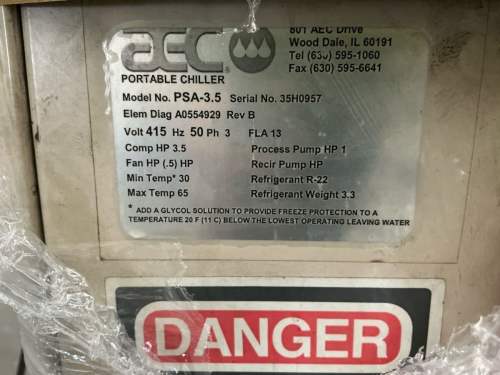 801 AEC Drive
AEC Wood Dale, IL 60191
Tel (630) 595-1060
Fax (630) 595-6641
PORTABLE CHILLER
Model No. PSA-3.5 Serial No. 35H0957
Elem Diag A0554929 Rev B
Volt 415 Hz 50 Ph 3 FLA 13
Comp HP 3.5 Process Pump HP 1
Fan HP (.5) HP Recir Pump HP
Min Temp* 30 Refrigerant R-22
Max Temp 65 Refrigerant Weight 3.3
* ADD A GLYCOL SOLUTION TO PROVIDE FREEZE PROTECTION TO A
TEMPERATURE 20 F (11 C) BELOW THE LOWEST OPERATING LEAVING WATER
DANGER